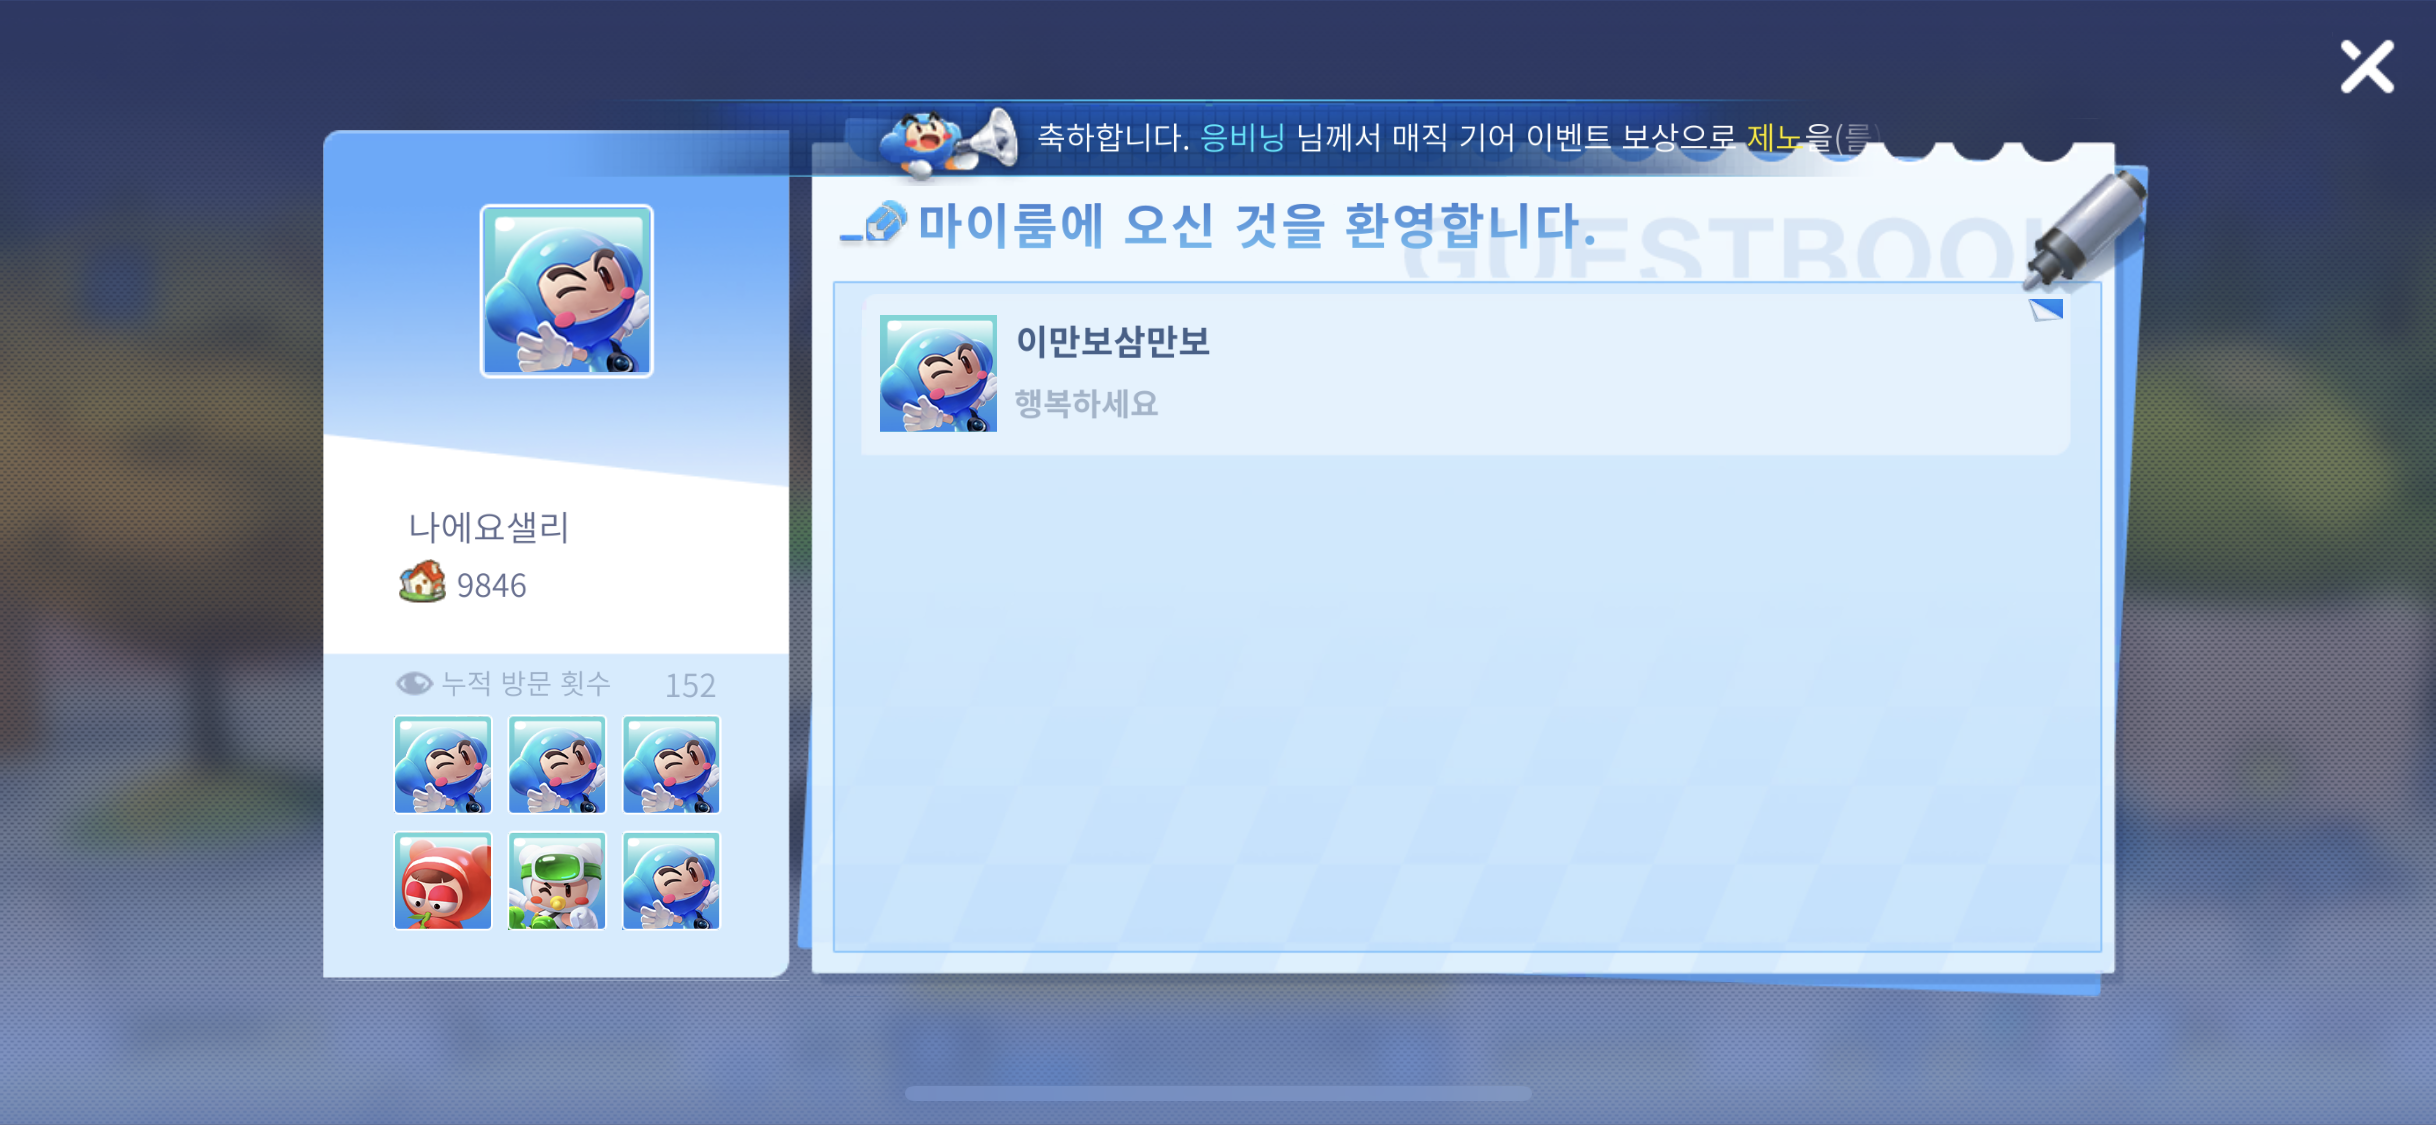 축하합니다. 응비닝 님께서 매직 기어 이벤트 보상으로 제노을(를)
마이룸에 오신 것을 환영합니다.
GUESTBOOK
이만보삼만보
행복하세요
나에요샐리
9846
누적 방문 횟수 152